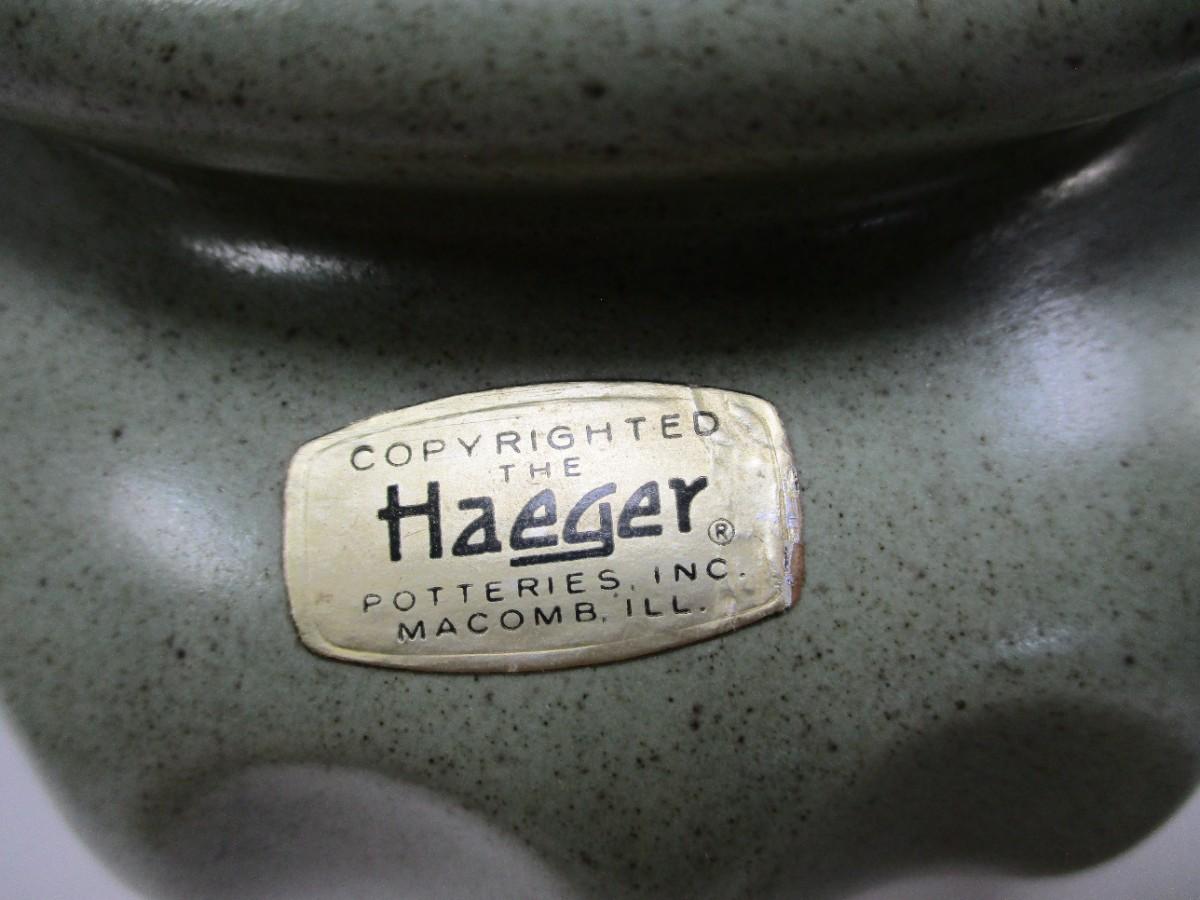 COPYRIGHTED
THE
Haeger®
POTTERIES, INC.
MACOMB, ILL.